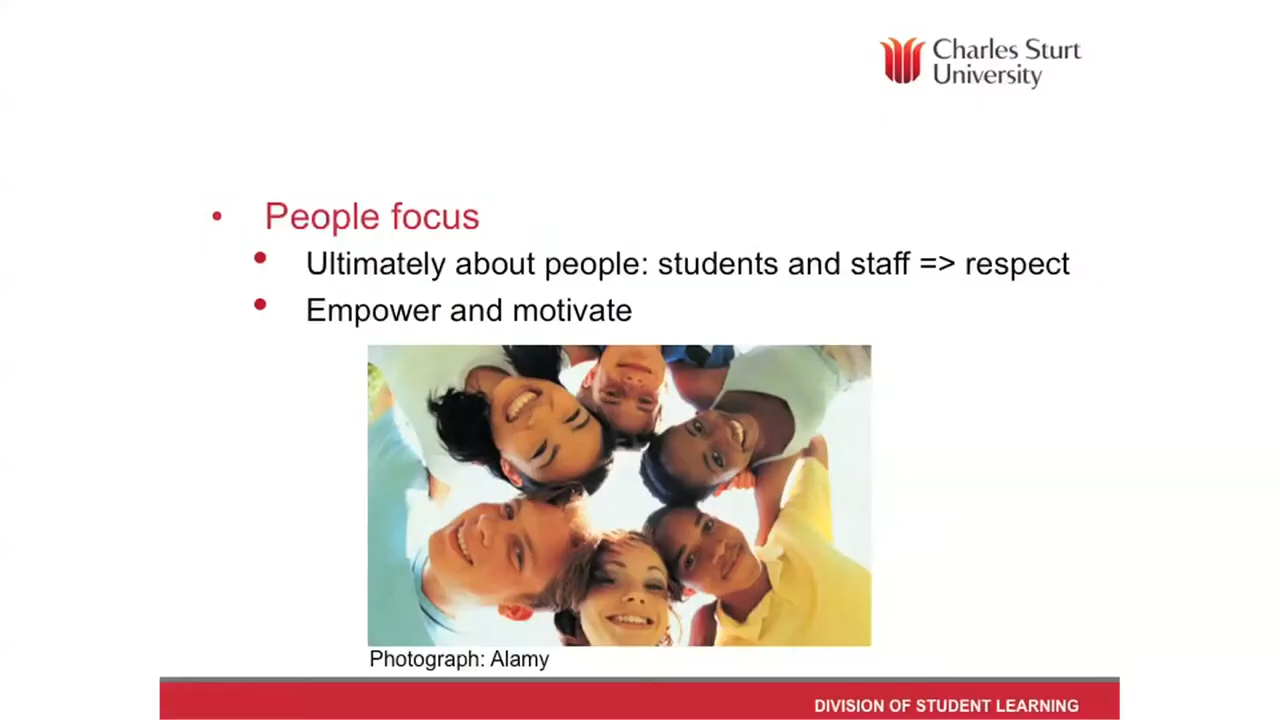 Charles Sturt
University
• People focus
• Ultimately about people: students and staff => respect
• Empower and motivate
Photograph: Alamy
DIVISION OF STUDENT LEARNING